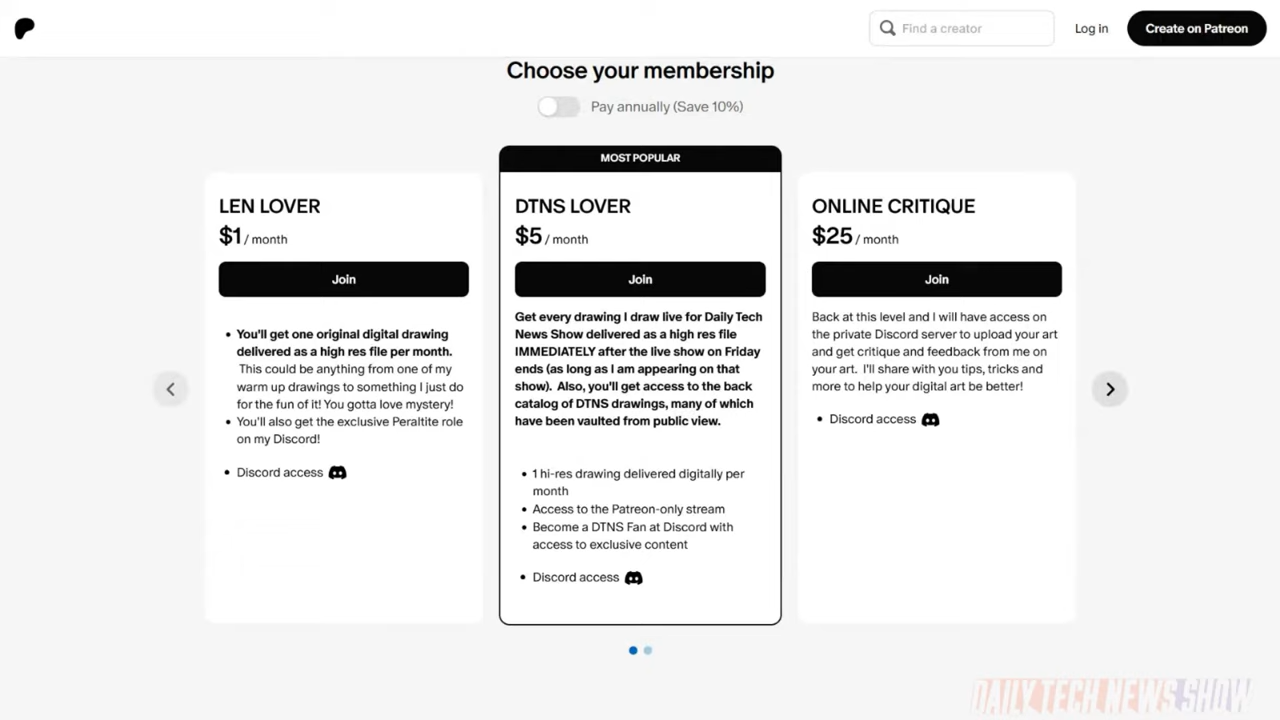 Find a creator
Log in
Create on Patreon
Choose your membership
Pay annually (Save 10%)
LEN LOVER
$1 / month
Join
• You'll get one original digital drawing
delivered as a high res file per month.
This could be anything from one of my
warm up drawings to something I just do
for the fun of it! You gotta love mystery!
• You'll also get the exclusive Peraltite role
on my Discord!
• Discord access
MOST POPULAR
DTNS LOVER
$5 / month
Join
Get every drawing I draw live for Daily Tech
News Show delivered as a high res file
IMMEDIATELY after the live show on Friday
ends (as long as I am appearing on that
show). Also, you'll get access to the back
catalog of DTNS drawings, many of which
have been vaulted from public view.
• 1 hi-res drawing delivered digitally per
month
• Access to the Patreon-only stream
• Become a DTNS Fan at Discord with
access to exclusive content
• Discord access
ONLINE CRITIQUE
$25 / month
Join
Back at this level and I will have access on
the private Discord server to upload your art
and get critique and feedback from me on
your art. I'll share with you tips, tricks and
more to help your digital art be better!
• Discord access
DAILY TECH NEWS SHOW